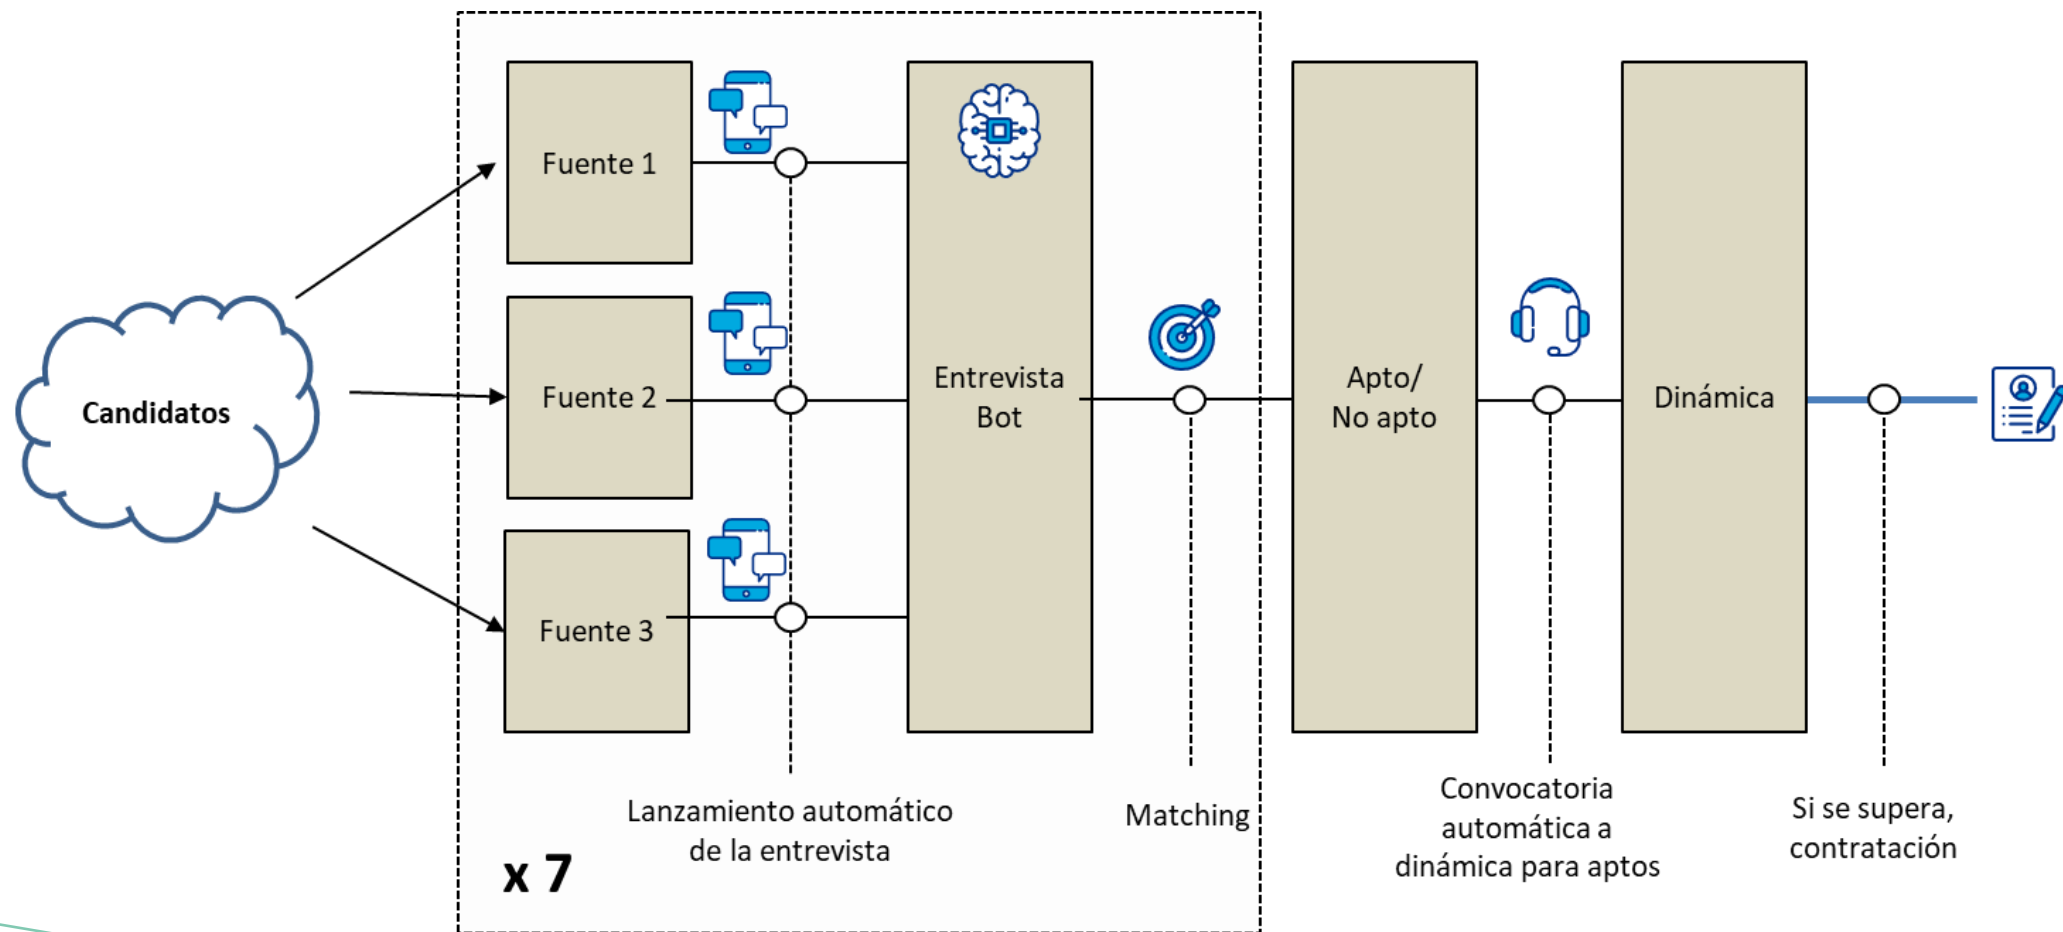 Candidatos
Fuente 1
Fuente 2
Fuente 3
Lanzamiento automático
de la entrevista
x 7
Entrevista
Bot
Matching
Apto/
No apto
Convocatoria
automática a
dinámica para aptos
Dinámica
Si se supera,
contratación